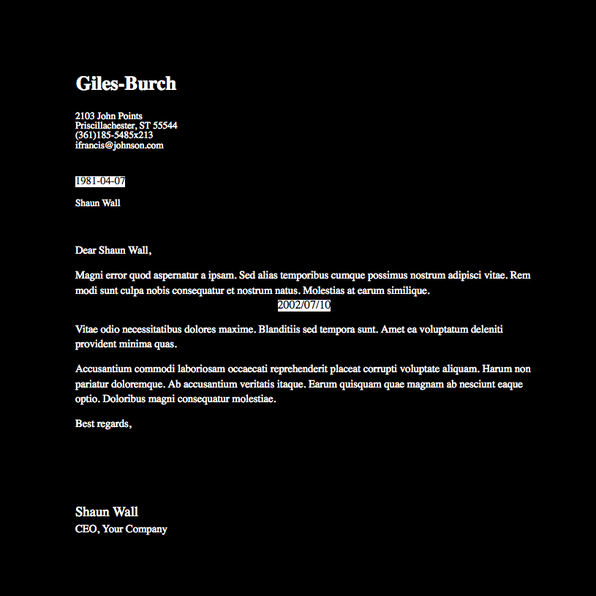 Giles-Burch
2103 John Points
Priscillachester, ST 55544
(361)185-5485x213
ifrancis@johnson.com
1981-04-07
Shaun Wall
Dear Shaun Wall,
Magni error quod aspernatur a ipsam. Sed alias temporibus cumque possimus nostrum adipisci vitae. Rem
modi sunt culpa nobis consequatur et nostrum natus. Molestias at earum similique.
2002/07/10
Vitae odio necessitatibus dolores maxime. Blanditiis sed tempora sunt. Amet ea voluptatum deleniti
provident minima quas.
Accusantium commodi laboriosam occaecati reprehenderit placeat corrupti voluptate aliquam. Harum non
pariatur doloremque. Ab accusantium veritatis itaque. Earum quisquam quae magnam ab nesciunt eaque
optio. Doloribus magni consequatur molestiae.
Best regards,
Shaun Wall
CEO, Your Company